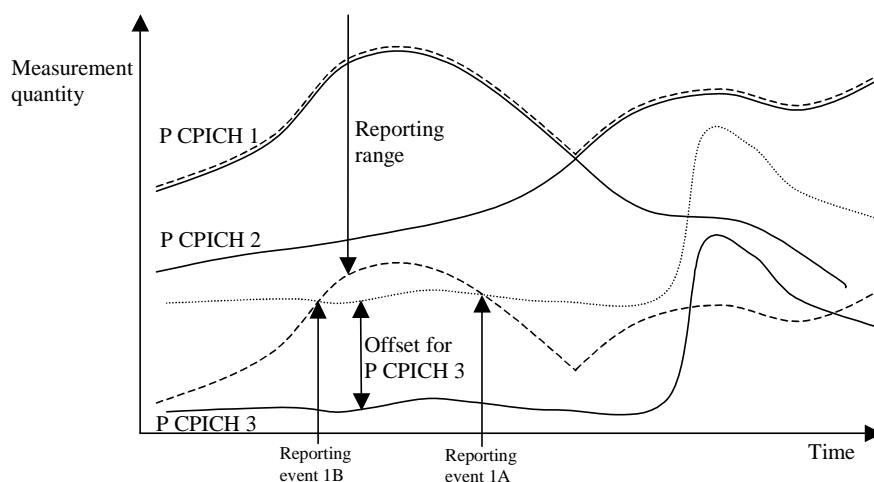 Measurement
quantity
P CPICH 1
Reporting
range
P CPICH 2
Offset for
P CPICH 3
P CPICH 3
Reporting
event 1B
Reporting
event 1A
Time